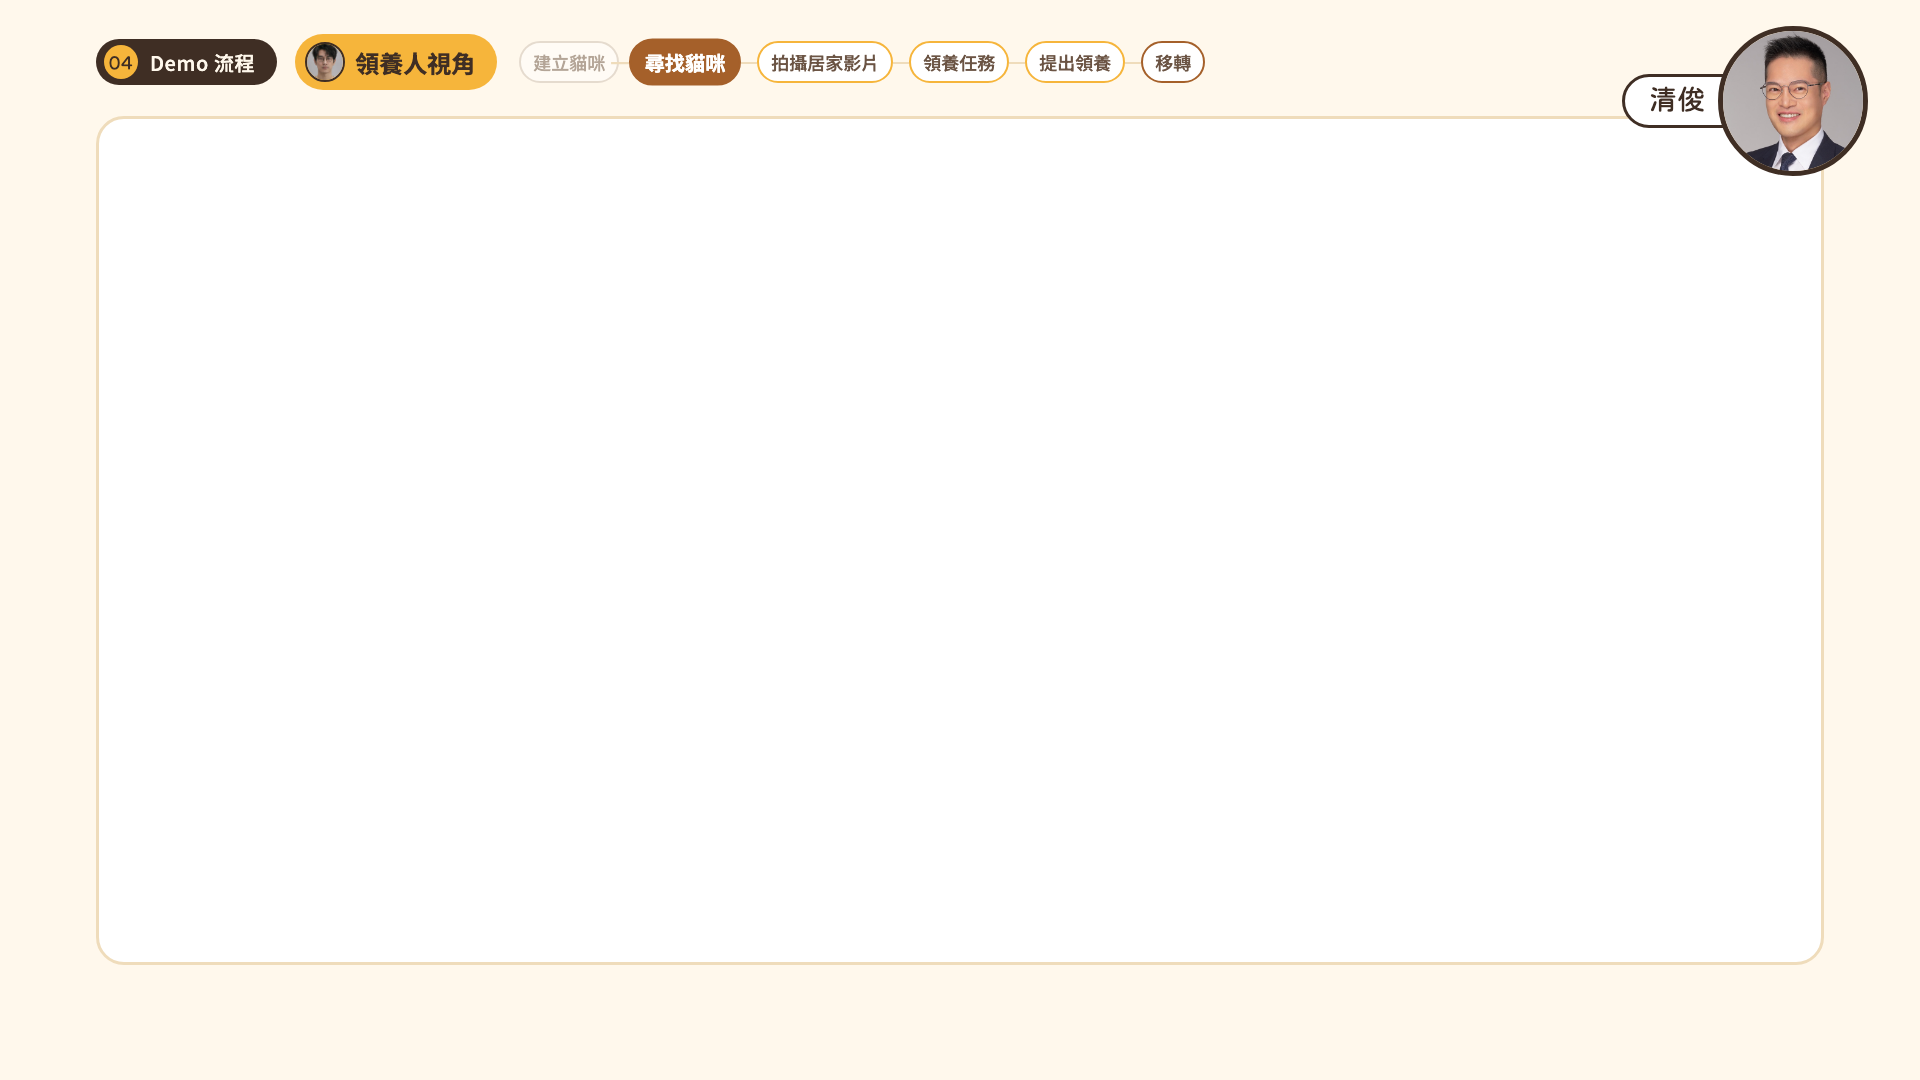 04 Demo 流程
領養人視角
建立貓咪
尋找貓咪
拍攝居家影片
領養任務
提出領養
移轉
清俊